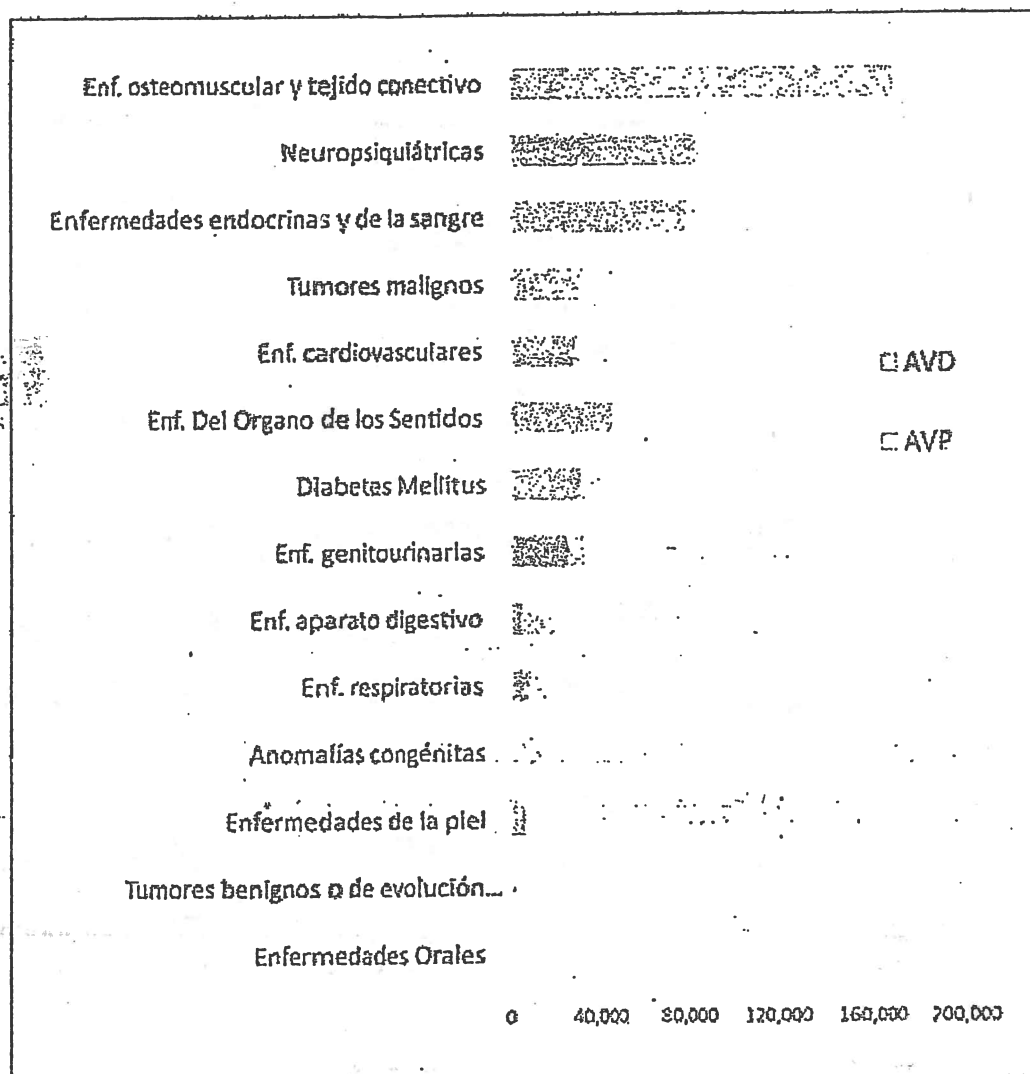 Enf. osteomuscular y tejido conectivo
Neuropsiquiátricas
Enfermedades endocrinas y de la sangre
Tumores malignos
Enf. cardiovasculares
AVD
Enf. Del Organo de los Sentidos
AVP
Diabetes Mellitus
Enf. genitourinarias
Enf. aparato digestivo
Enf. respiratorias
Anomalías congénitas
Enfermedades de la piel
Tumores benignos o de evolución...
Enfermedades Orales
0 40,000 80,000 120,000 160,000 200,000